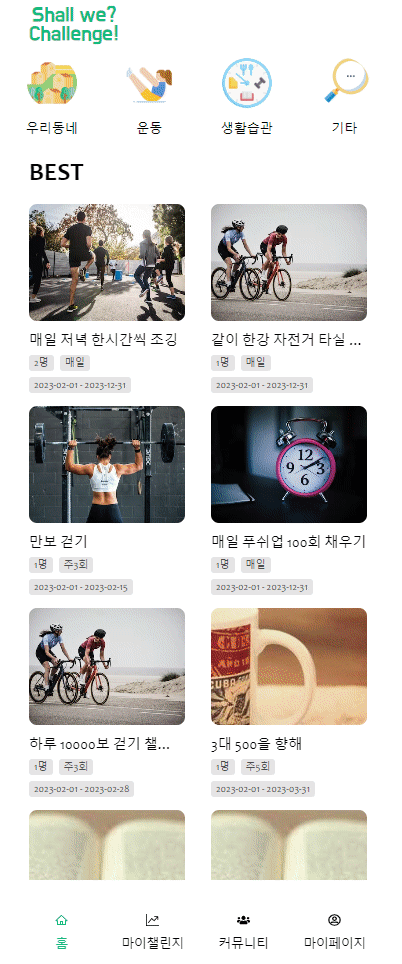 Shall we?
Challenge!
우리동네 운동 생활습관 기타
BEST
매일 저녁 한시간씩 조깅
2명 매일
2023-02-01 - 2023-12-31
같이 한강 자전거 타실 ...
1명 매일
2023-02-01 - 2023-12-31
만보 걷기
1명 주3회
2023-02-01 - 2023-02-15
매일 푸쉬업 100회 채우기
1명 매일
2023-02-01 - 2023-12-31
하루 10000보 걷기 챌...
1명 주3회
2023-02-01 - 2023-02-28
3대 500을 향해
1명 주5회
2023-02-01 - 2023-03-31
홈 마이챌린지 커뮤니티 마이페이지